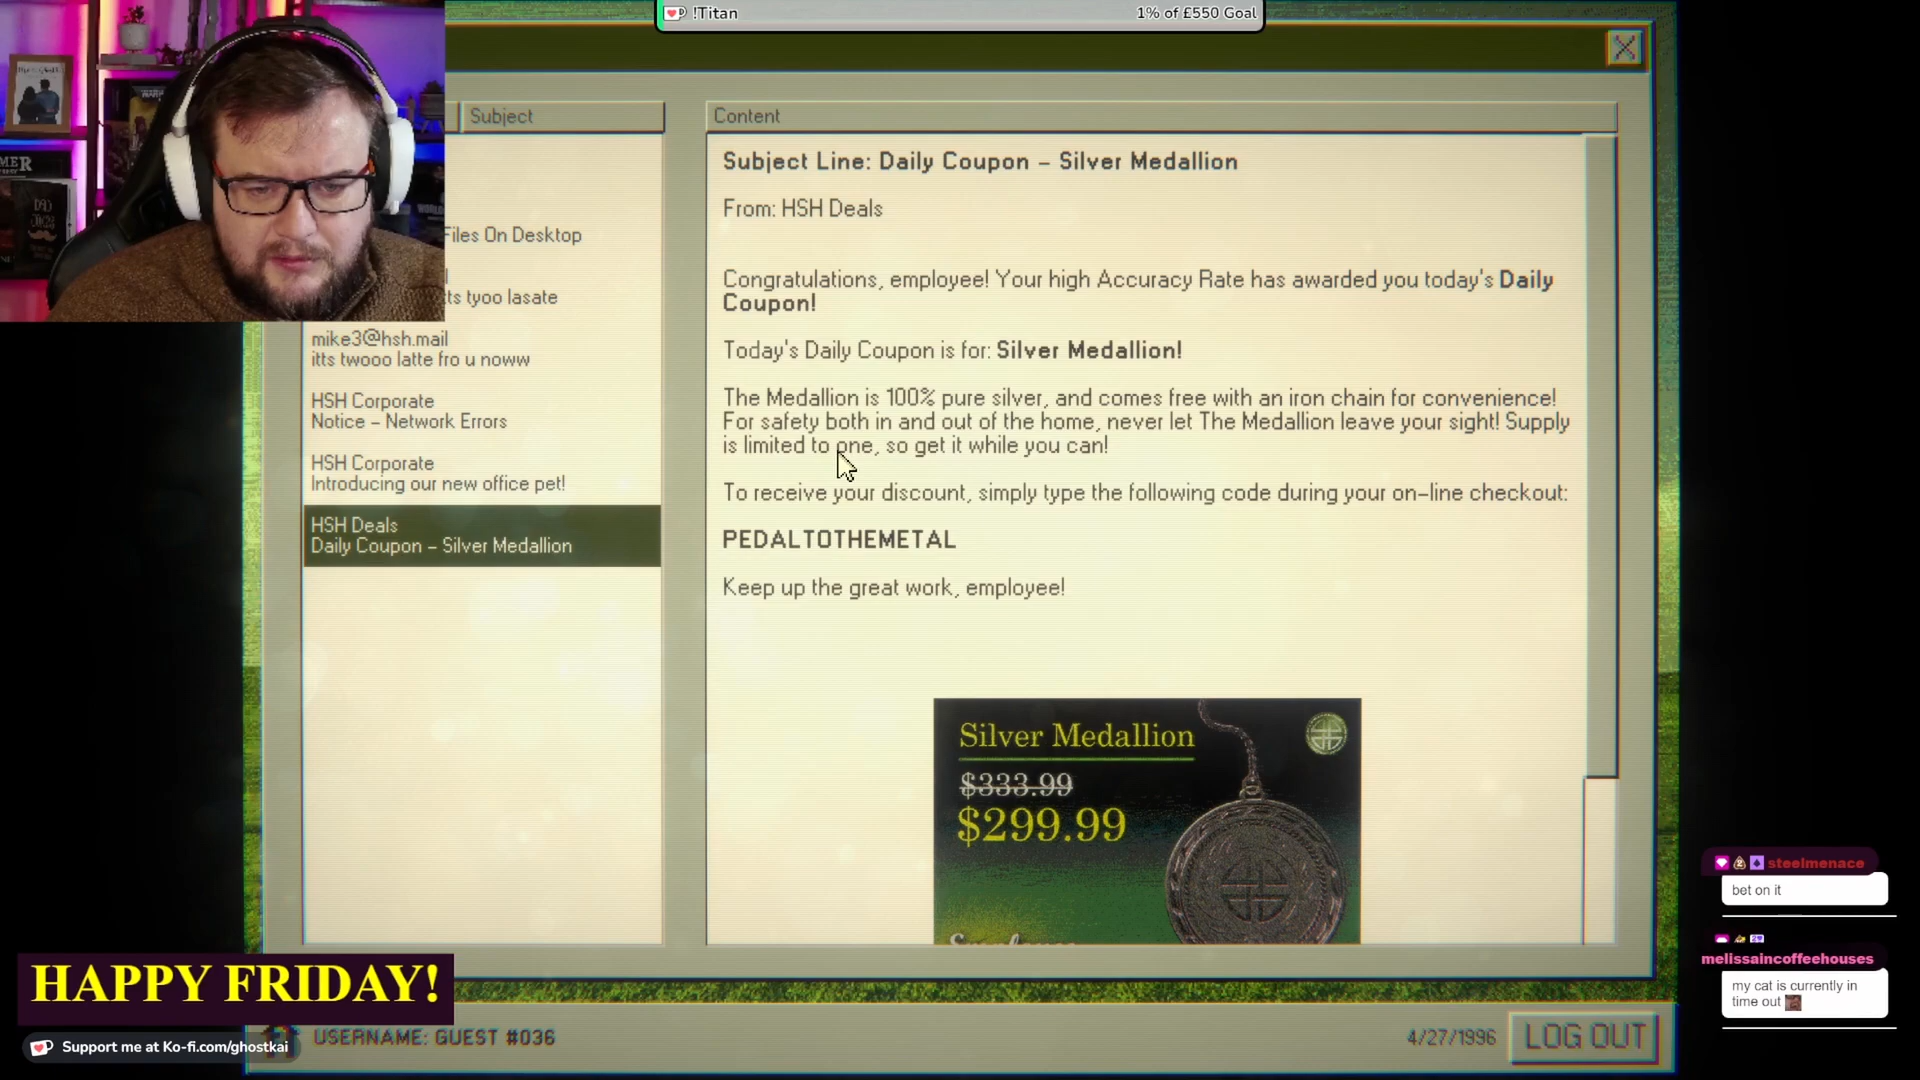 !Titan
1% of £550 Goal
Subject
Content
Subject Line: Daily Coupon – Silver Medallion
From: HSH Deals
Files On Desktop
Congratulations, employee! Your high Accuracy Rate has awarded you today's Daily
Coupon!
ts tyoo lasate
mike3@hsh.mail
itts twooo latte fro u noww
Today's Daily Coupon is for: Silver Medallion!
HSH Corporate
Notice – Network Errors
The Medallion is 100% pure silver, and comes free with an iron chain for convenience!
For safety both in and out of the home, never let The Medallion leave your sight! Supply
is limited to one, so get it while you can!
HSH Corporate
Introducing our new office pet!
To receive your discount, simply type the following code during your on-line checkout:
HSH Deals
Daily Coupon – Silver Medallion
PEDALTOTHEMETAL
Keep up the great work, employee!
Silver Medallion
$333.99
$299.99
steelmenace
bet on it
melissaincoffeehouses
my cat is currently in
time out
HAPPY FRIDAY!
Support me at Ko-fi.com/ghostkai
USERNAME: GUEST #036
4/27/1996
LOG OUT